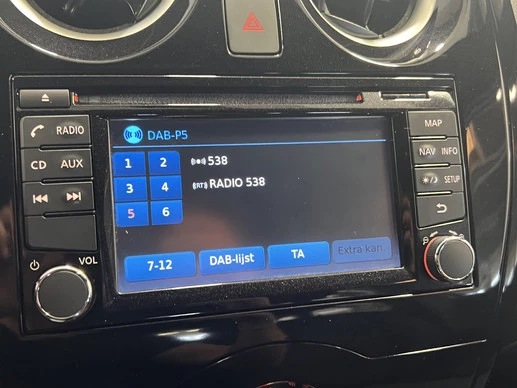 DAB-P5
1 2
538
3 4
RT RADIO 538
5 6
7-12 DAB-lijst TA Extra kan.
RADIO
CD AUX
VOL
MAP
NAV INFO
SETUP